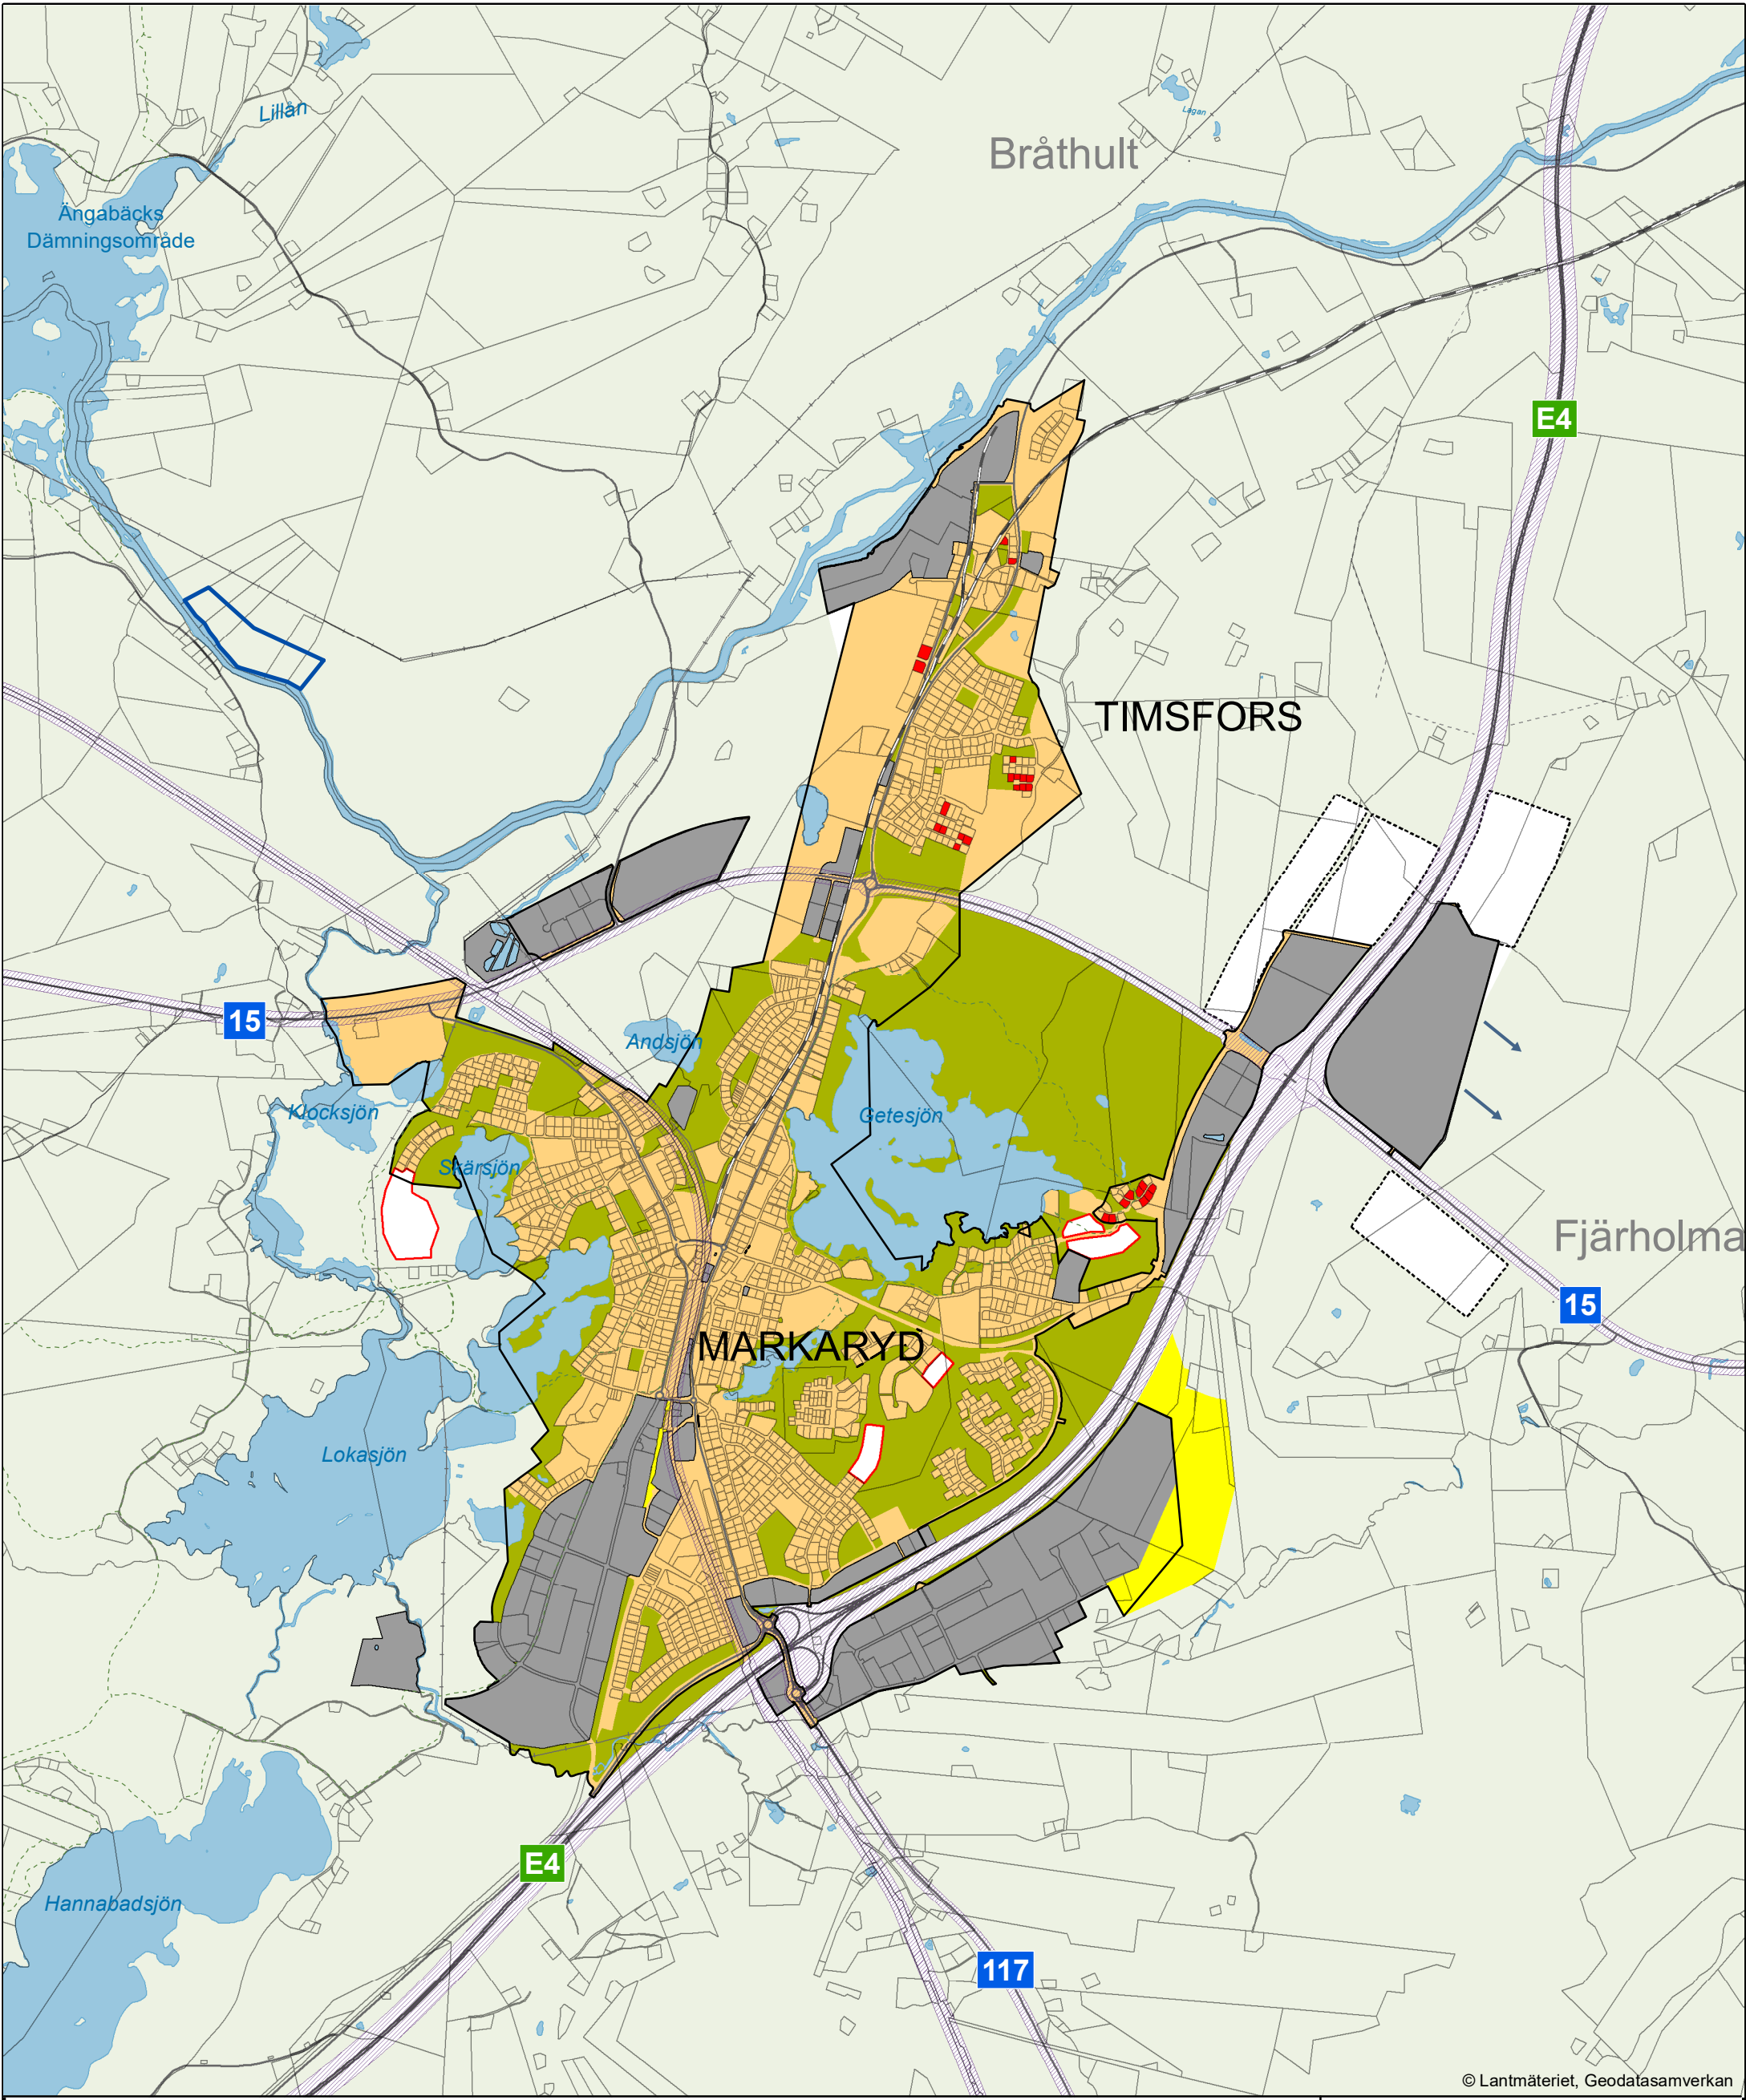 Lillån
Lagan
Bråthult
Ängabäcks
Dämningsområde
E4
TIMSFORS
15
Andsjön
Klocksjön
Getesjön
Skärsjön
Fjärholma
15
MARKARYD
Lokasjön
E4
Hannabadsjön
117
© Lantmäteriet, Geodatasamverkan